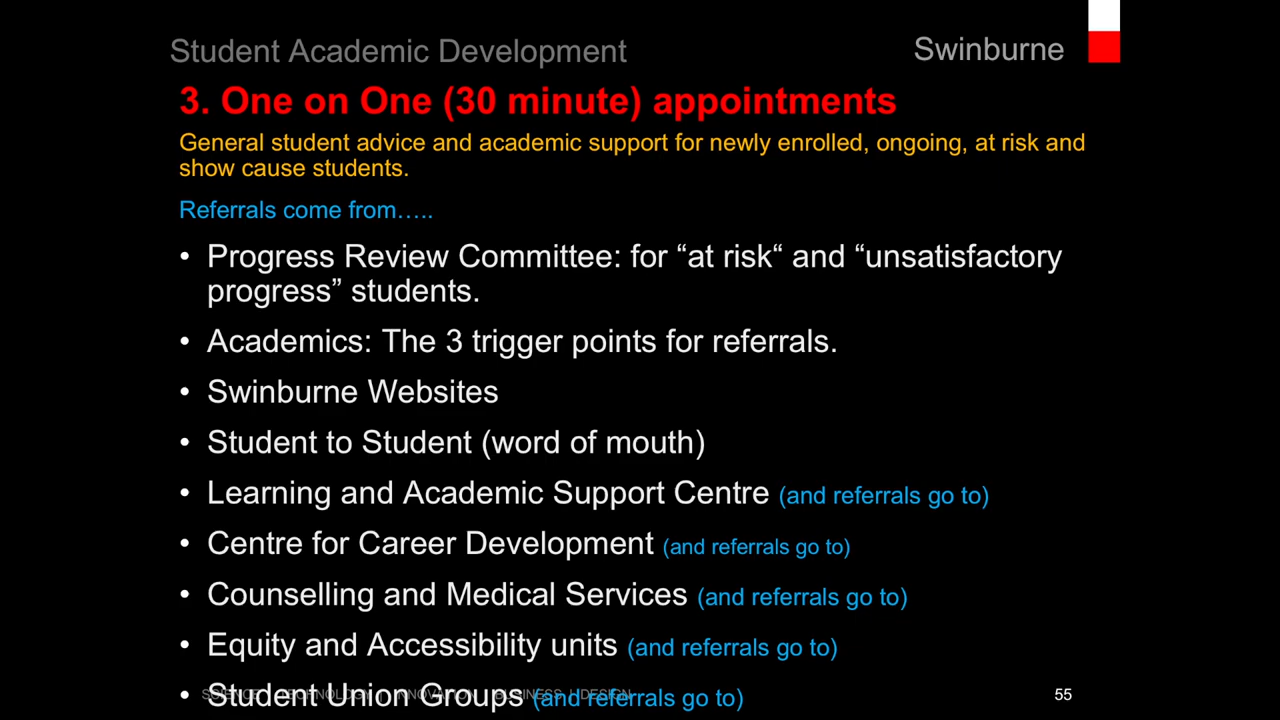 Student Academic Development
Swinburne
3. One on One (30 minute) appointments
General student advice and academic support for newly enrolled, ongoing, at risk and
show cause students.
Referrals come from…..
• Progress Review Committee: for “at risk“ and “unsatisfactory
progress” students.
• Academics: The 3 trigger points for referrals.
• Swinburne Websites
• Student to Student (word of mouth)
• Learning and Academic Support Centre (and referrals go to)
• Centre for Career Development (and referrals go to)
• Counselling and Medical Services (and referrals go to)
• Equity and Accessibility units (and referrals go to)
• Student Union Groups (and referrals go to)
SCIENCE | TECHNOLOGY | INNOVATION | BUSINESS | DESIGN
55